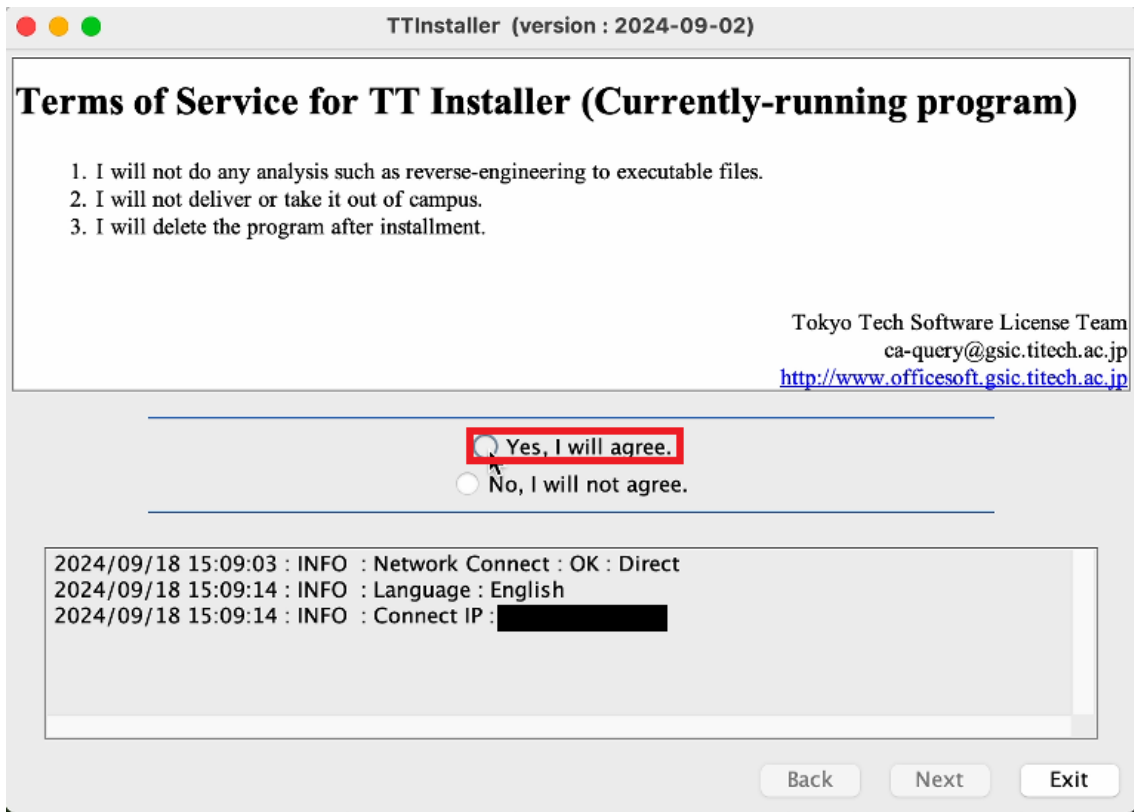 TTInstaller (version : 2024-09-02)
Terms of Service for TT Installer (Currently-running program)
1. I will not do any analysis such as reverse-engineering to executable files.
2. I will not deliver or take it out of campus.
3. I will delete the program after installment.
Tokyo Tech Software License Team
ca-query@gsic.titech.ac.jp
http://www.officesoft.gsic.titech.ac.jp
Yes, I will agree.
No, I will not agree.
2024/09/18 15:09:03 : INFO : Network Connect : OK : Direct
2024/09/18 15:09:14 : INFO : Language : English
2024/09/18 15:09:14 : INFO : Connect IP :
Back Next Exit